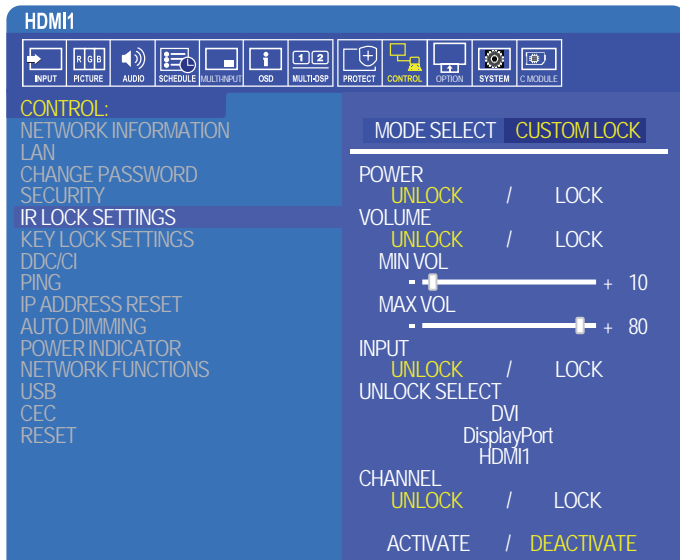 HDMI1
RGB
1 2
INPUT PICTURE AUDIO SCHEDULE MULTI-INPUT OSD MULTI-DSP PROTECT CONTROL OPTION SYSTEM C MODULE
CONTROL:
NETWORK INFORMATION
LAN
CHANGE PASSWORD
SECURITY
IR LOCK SETTINGS
KEY LOCK SETTINGS
DDC/CI
PING
IP ADDRESS RESET
AUTO DIMMING
POWER INDICATOR
NETWORK FUNCTIONS
USB
CEC
RESET
MODE SELECT CUSTOM LOCK
POWER
UNLOCK / LOCK
VOLUME
UNLOCK / LOCK
MIN VOL
- + 10
MAX VOL
- + 80
INPUT
UNLOCK / LOCK
UNLOCK SELECT
DVI
DisplayPort
HDMI1
CHANNEL
UNLOCK / LOCK
ACTIVATE / DEACTIVATE